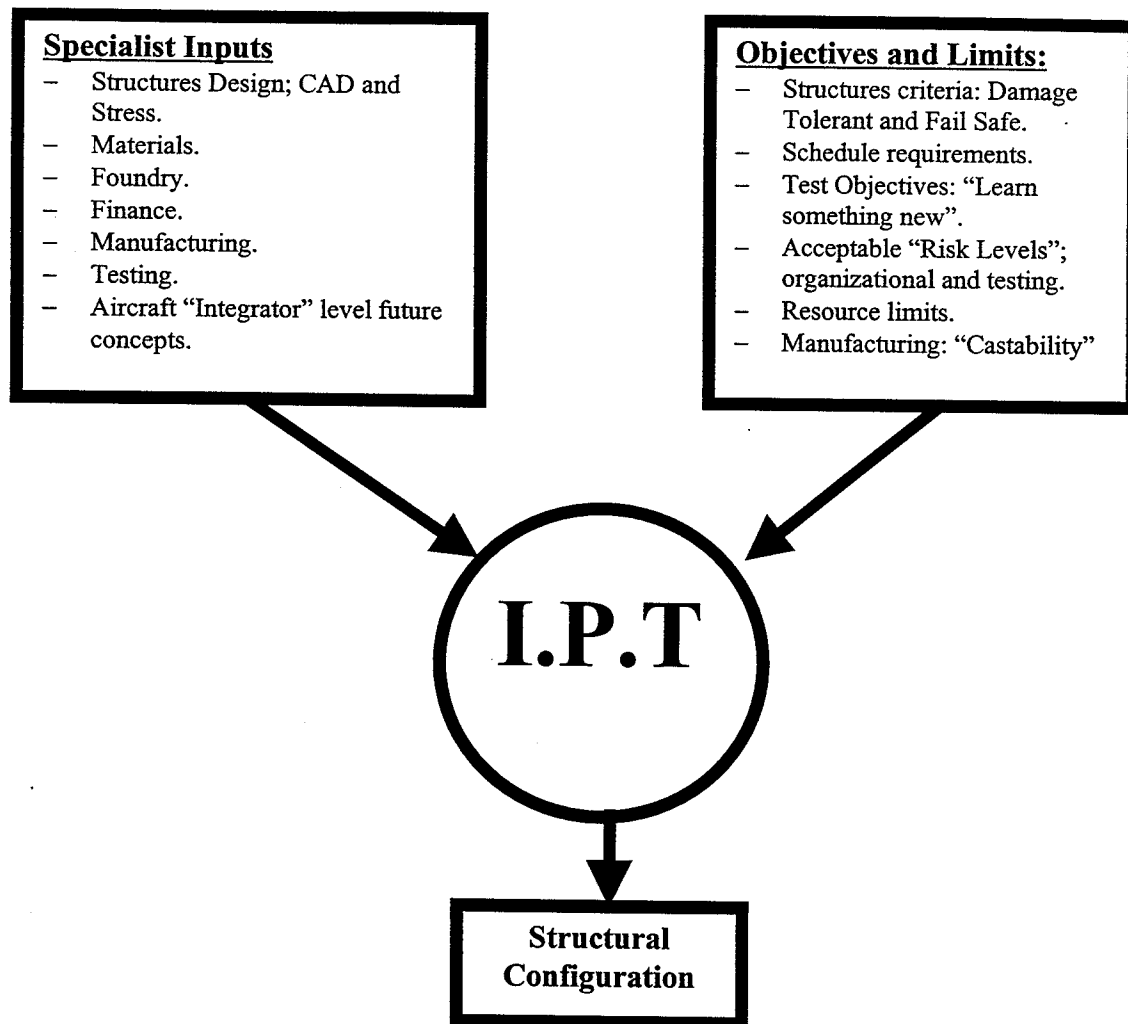 Specialist Inputs
– Structures Design; CAD and
Stress.
– Materials.
– Foundry.
– Finance.
– Manufacturing.
– Testing.
– Aircraft “Integrator” level future
concepts.
Objectives and Limits:
– Structures criteria: Damage
Tolerant and Fail Safe.
– Schedule requirements.
– Test Objectives: “Learn
something new”.
– Acceptable “Risk Levels”;
organizational and testing.
– Resource limits.
– Manufacturing: “Castability”
I.P.T
Structural
Configuration